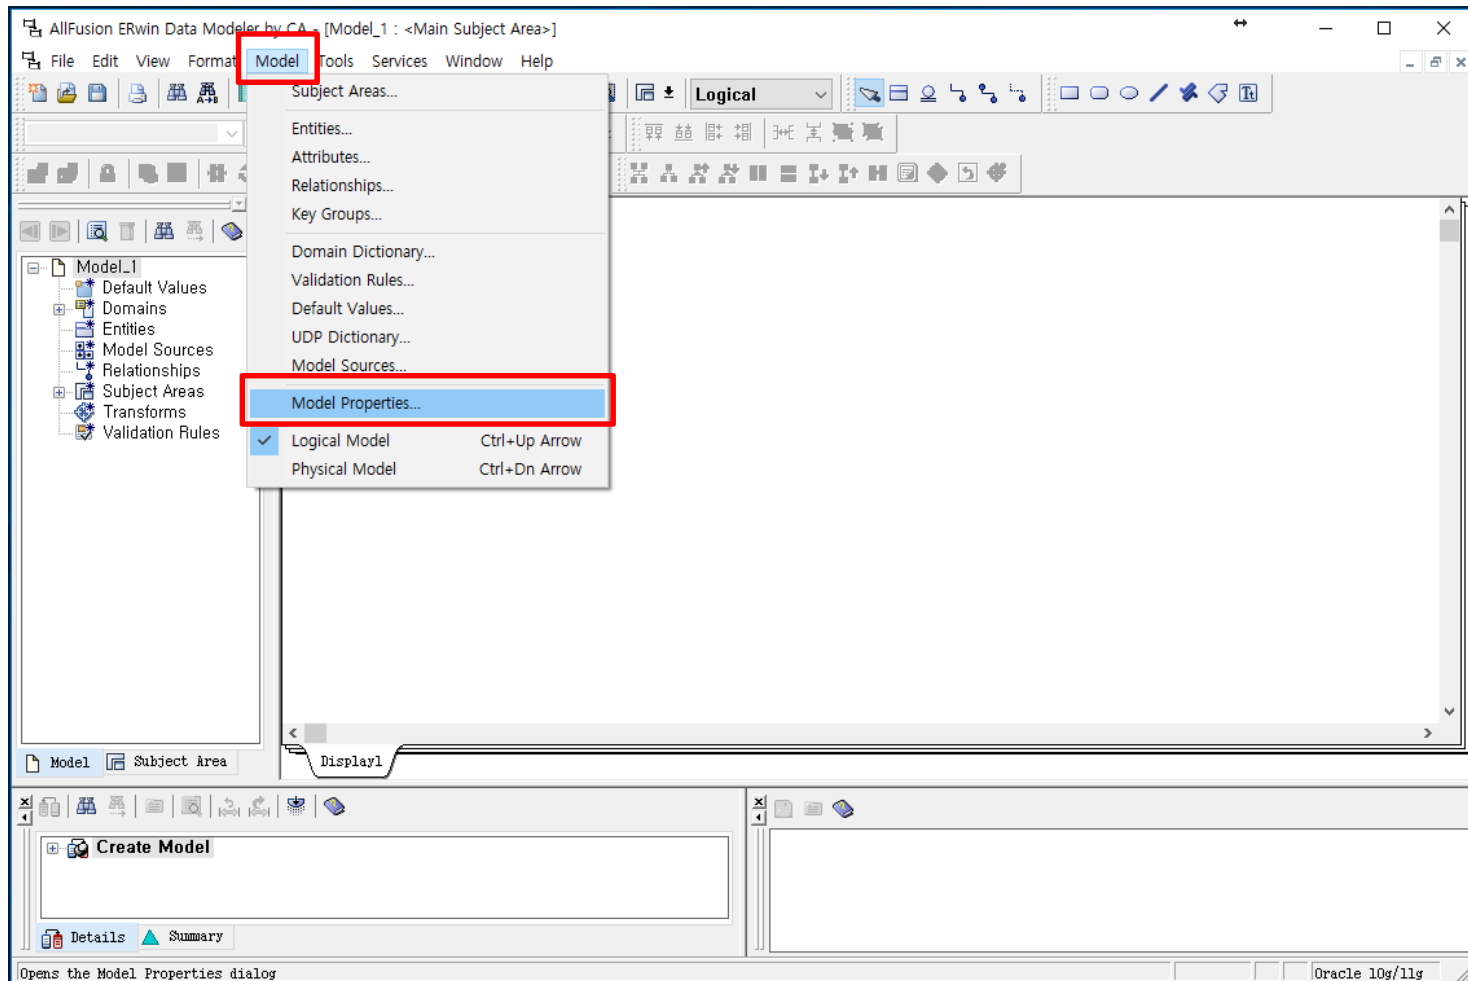 AllFusion ERwin Data Modeler by CA - [Model_1 : <Main Subject Area>]
File Edit View Format Model Tools Services Window Help
Logical
Subject Areas...
Entities...
Attributes...
Relationships...
Key Groups...
Domain Dictionary...
Validation Rules...
Default Values...
UDP Dictionary...
Model Sources...
Model Properties...
Logical Model Ctrl+Up Arrow
Physical Model Ctrl+Dn Arrow
Model_1
Default Values
Domains
Entities
Model Sources
Relationships
Subject Areas
Transforms
Validation Rules
Model Subject Area
Display1
Create Model
Details Summary
Opens the Model Properties dialog
Oracle 10g/11g